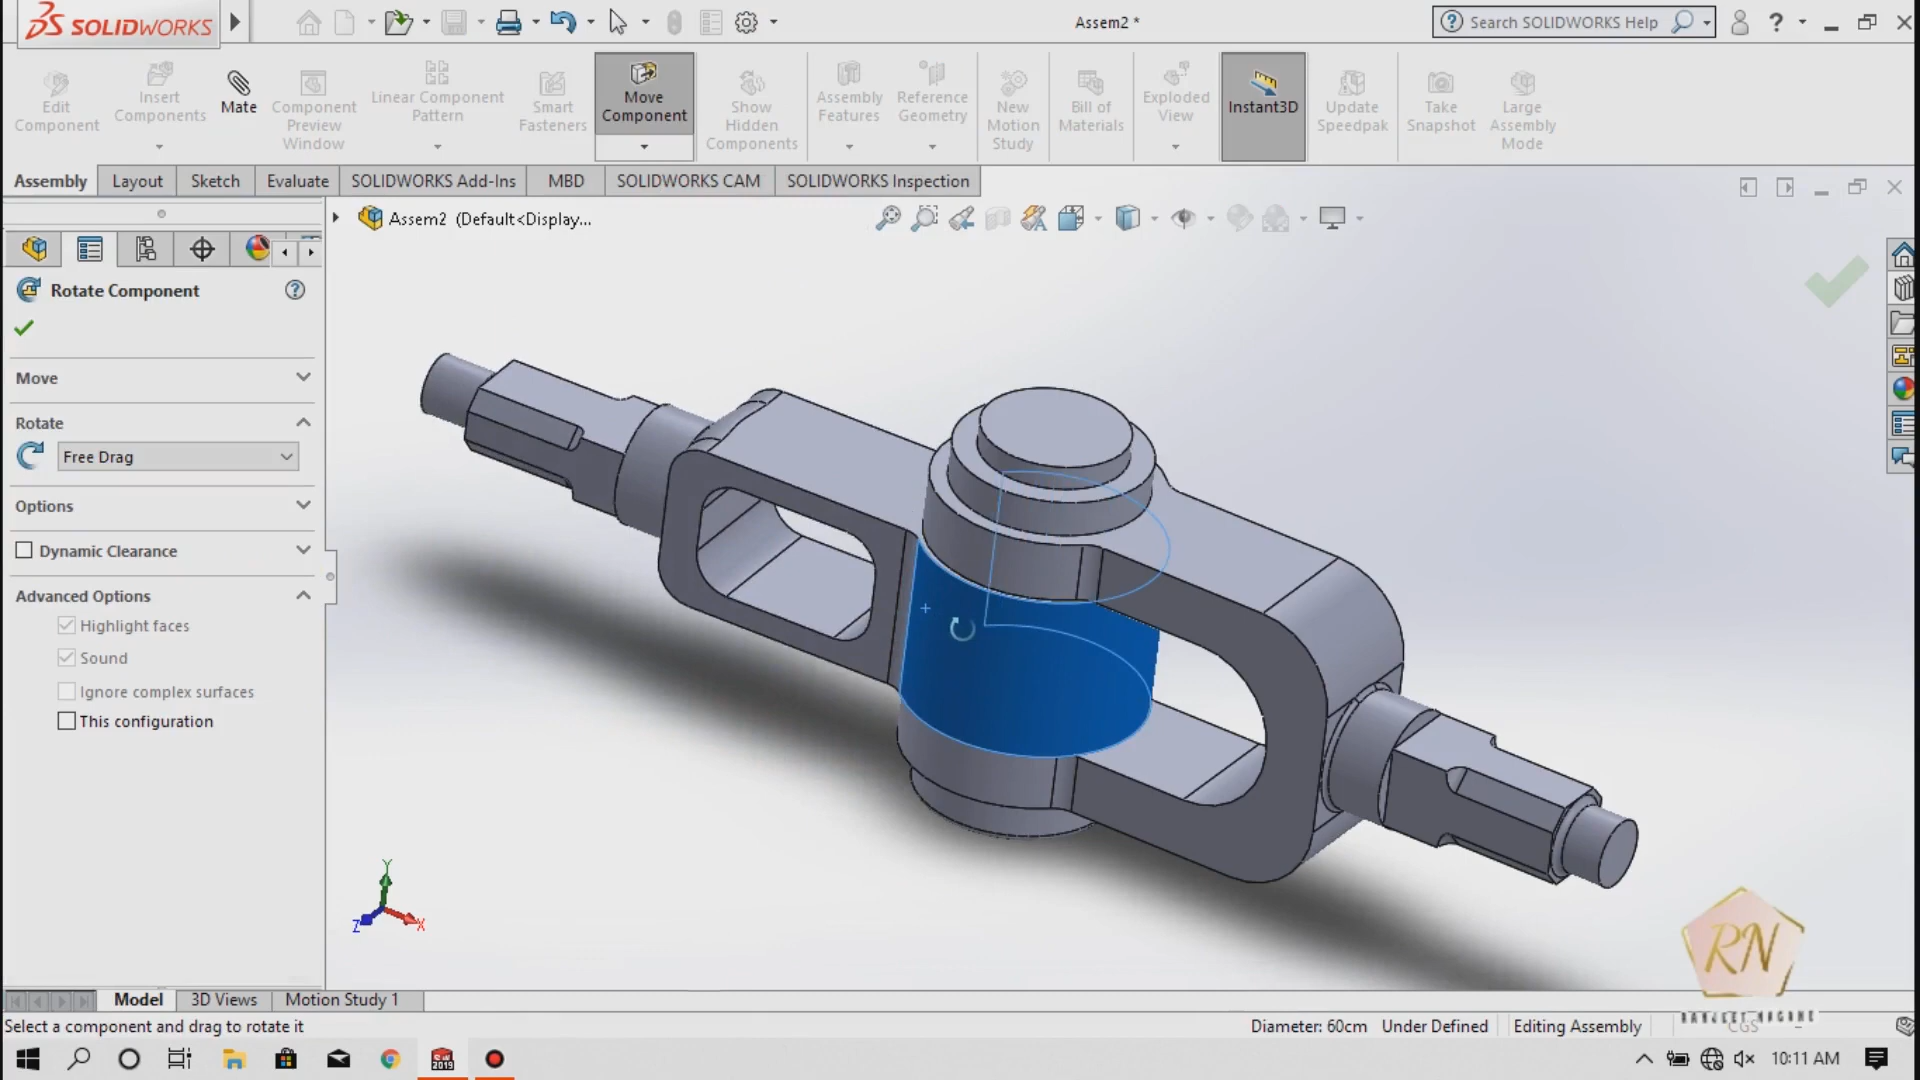 SOLIDWORKS
Assem2 *
Search SOLIDWORKS Help
?
Edit Component
Insert Components
Mate
Component Preview Window
Linear Component Pattern
Smart Fasteners
Move Component
Show Hidden Components
Assembly Features
Reference Geometry
New Motion Study
Bill of Materials
Exploded View
Instant3D
Update Speedpak
Take Snapshot
Large Assembly Mode
Assembly
Layout
Sketch
Evaluate
SOLIDWORKS Add-Ins
MBD
SOLIDWORKS CAM
SOLIDWORKS Inspection
Assem2 (Default<Display...
Rotate Component
Move
Rotate
Free Drag
Options
Dynamic Clearance
Advanced Options
Highlight faces
Sound
Ignore complex surfaces
This configuration
Y
Z
X
RN
Model
3D Views
Motion Study 1
Select a component and drag to rotate it
Diameter: 60cm
Under Defined
Editing Assembly
CGS
SW
2019
10:11 AM